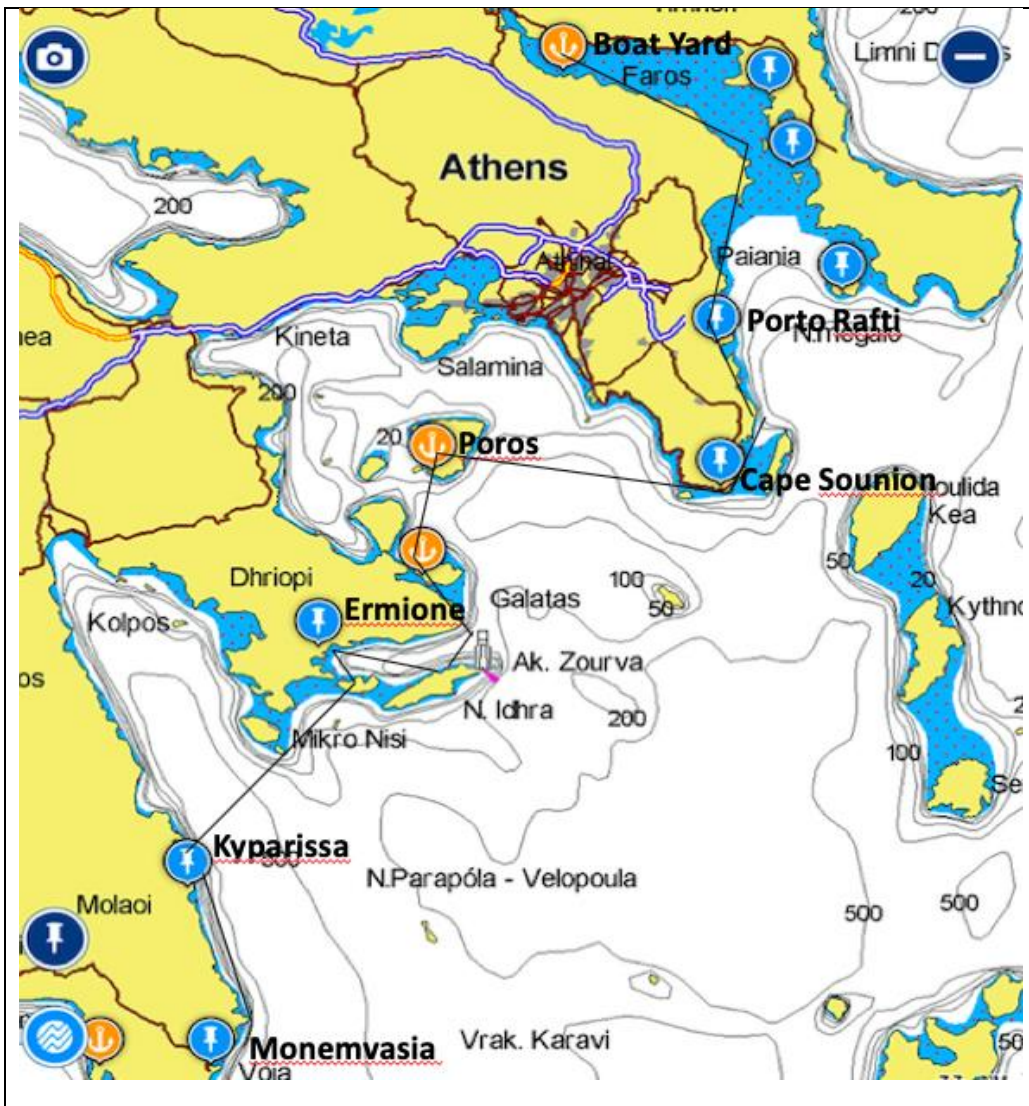 200
Boat Yard
Limni D
Faros
Athens
200
Athinai
Paiania
Porto Rafti
N.megalo
Kineta
Salamina
200
20
Poros
Cape Sounion
oulida
Kea
50
20
Dhriopi
100
50
Galatas
Kythno
Ermione
Kolpos
Ak. Zourva
os
N. Idhra
200
Mikro Nisi
100
Se
Kyparissa
N.Parapóla - Velopoula
Molaoi
500
500
Monemvasia
Vrak. Karavi
50
Voia